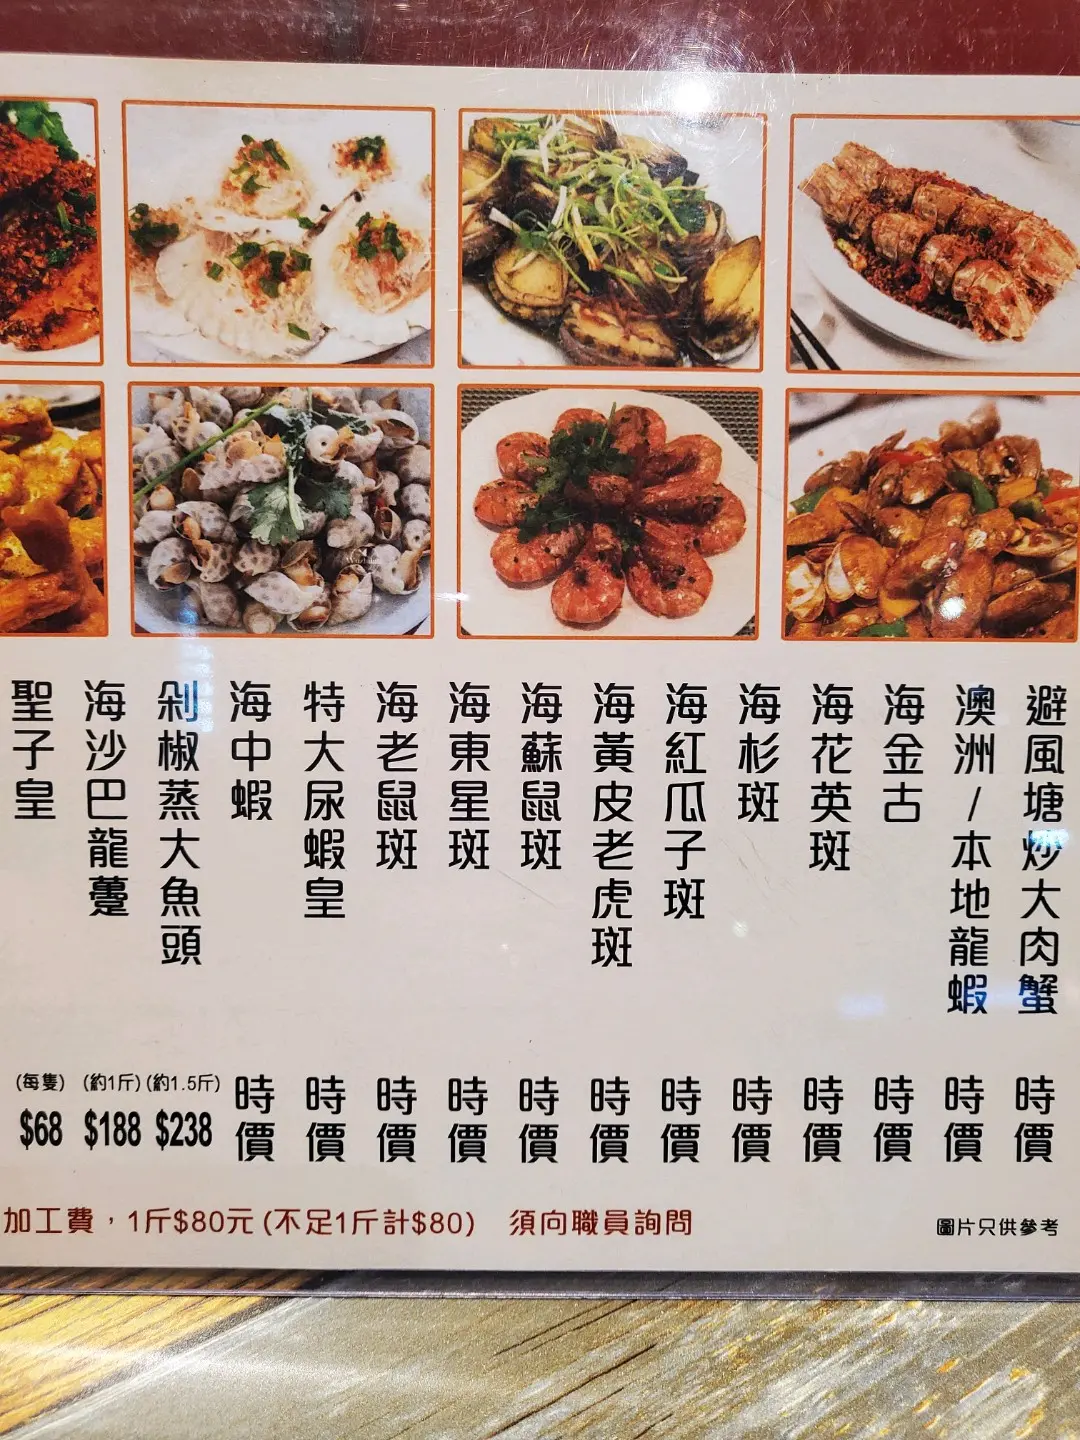 避風塘炒大肉蟹 時價
澳洲/本地龍蝦 時價
海金古 時價
海花英斑 時價
海杉斑 時價
海紅瓜子斑 時價
海黃皮老虎斑 時價
海蘇鼠斑 時價
海東星斑 時價
海老鼠斑 時價
特大尿蝦皇 時價
海中蝦 時價
剁椒蒸大魚頭 (約1.5斤) $238
海沙巴龍躉 (約1斤) $188
聖子皇 (每隻) $68
加工費，1斤$80元(不足1斤計$80) 須向職員詢問
圖片只供參考